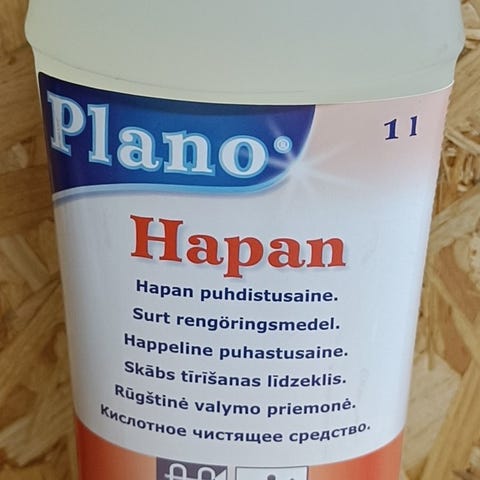 Plano®
1 l
Hapan
Hapan puhdistusaine.
Surt rengöringsmedel.
Happeline puhastusaine.
Skābs tīrīšanas līdzeklis.
Rūgštinė valymo priemonė.
Кислотное чистящее средство.